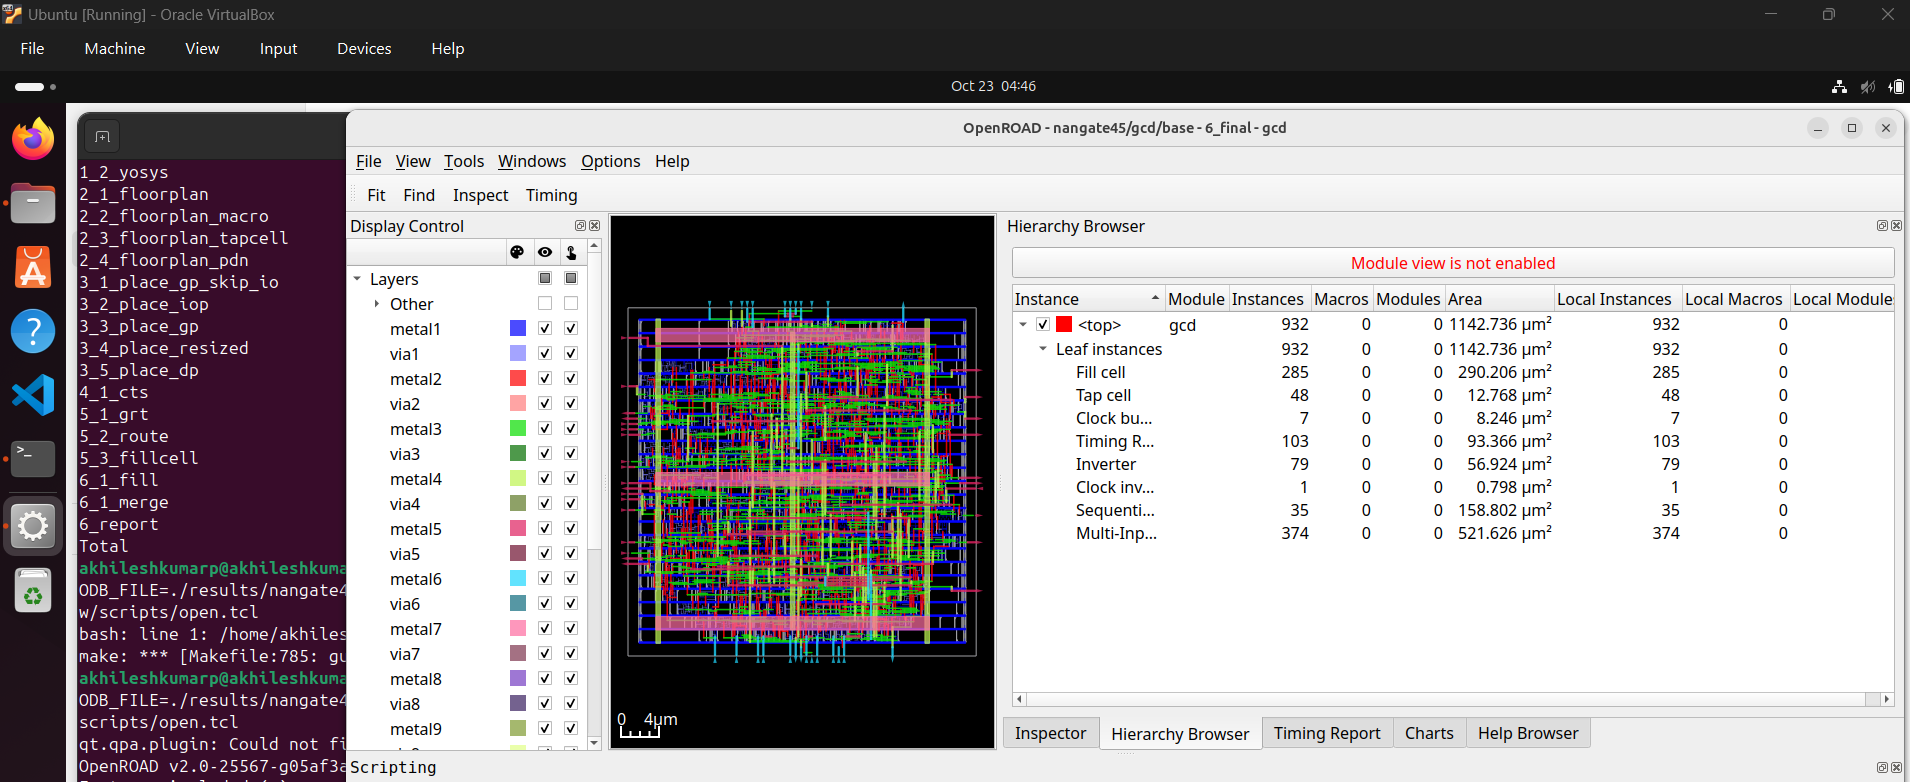 Ubuntu [Running] - Oracle VirtualBox
File Machine View Input Devices Help
Oct 23 04:46
1_2_yosys
2_1_floorplan
2_2_floorplan_macro
2_3_floorplan_tapcell
2_4_floorplan_pdn
3_1_place_gp_skip_io
3_2_place_iop
3_3_place_gp
3_4_place_resized
3_5_place_dp
4_1_cts
5_1_grt
5_2_route
5_3_fillcell
6_1_fill
6_1_merge
6_report
Total
akhileshkumarp@akhileshkuma
ODB_FILE=./results/nangate4
w/scripts/open.tcl
bash: line 1: /home/akhiles
make: *** [Makefile:785: gu
akhileshkumarp@akhileshkuma
ODB_FILE=./results/nangate4
scripts/open.tcl
qt.qpa.plugin: Could not fi
OpenROAD v2.0-25567-g05af3a
OpenROAD - nangate45/gcd/base - 6_final - gcd
File View Tools Windows Options Help
Fit Find Inspect Timing
Display Control
Layers
Other
metal1
via1
metal2
via2
metal3
via3
metal4
via4
metal5
via5
metal6
via6
metal7
via7
metal8
via8
metal9
0 4μm
Hierarchy Browser
Module view is not enabled
Instance Module Instances Macros Modules Area Local Instances Local Macros Local Modules
<top> gcd 932 0 0 1142.736 μm² 932 0
Leaf instances 932 0 0 1142.736 μm² 932 0
Fill cell 285 0 0 290.206 μm² 285 0
Tap cell 48 0 0 12.768 μm² 48 0
Clock bu... 7 0 0 8.246 μm² 7 0
Timing R... 103 0 0 93.366 μm² 103 0
Inverter 79 0 0 56.924 μm² 79 0
Clock inv... 1 0 0 0.798 μm² 1 0
Sequenti... 35 0 0 158.802 μm² 35 0
Multi-Inp... 374 0 0 521.626 μm² 374 0
Inspector Hierarchy Browser Timing Report Charts Help Browser
Scripting